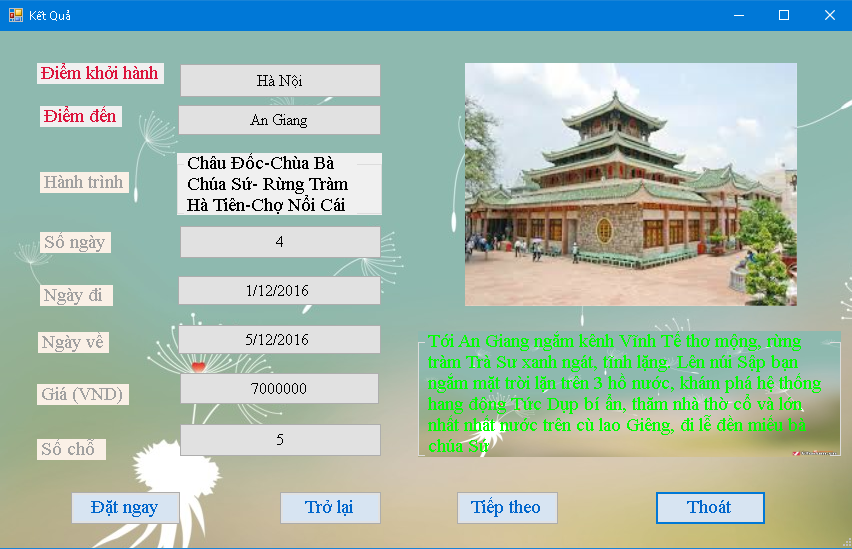 Kết Quả
Điểm khởi hành
Hà Nội
Điểm đến
An Giang
Hành trình
Châu Đốc-Chùa Bà
Chúa Sứ- Rừng Tràm
Hà Tiên-Chợ Nổi Cái
Số ngày
4
Ngày đi
1/12/2016
Ngày về
5/12/2016
Giá (VND)
7000000
Số chỗ
5
Tới An Giang ngắm kênh Vĩnh Tế thơ mộng, rừng
tràm Trà Sư xanh ngát, tĩnh lặng. Lên núi Sập bạn
ngắm mặt trời lặn trên 3 hồ nước, khám phá hệ thống
hang động Tức Dụp bí ẩn, thăm nhà thờ cổ và lớn
nhất nhất nước trên cù lao Giêng, đi lễ đền miếu bà
chúa Sứ
Đặt ngay
Trở lại
Tiếp theo
Thoát